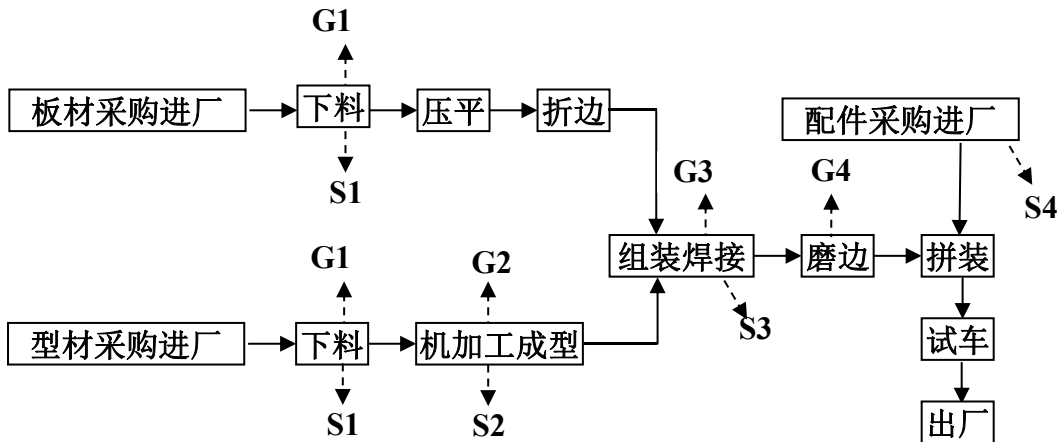 G1
板材采购进厂
下料
压平
折边
配件采购进厂
S1
G3
G4
S4
G1
G2
组装焊接
磨边
拼装
型材采购进厂
下料
机加工成型
S3
试车
S1
S2
出厂